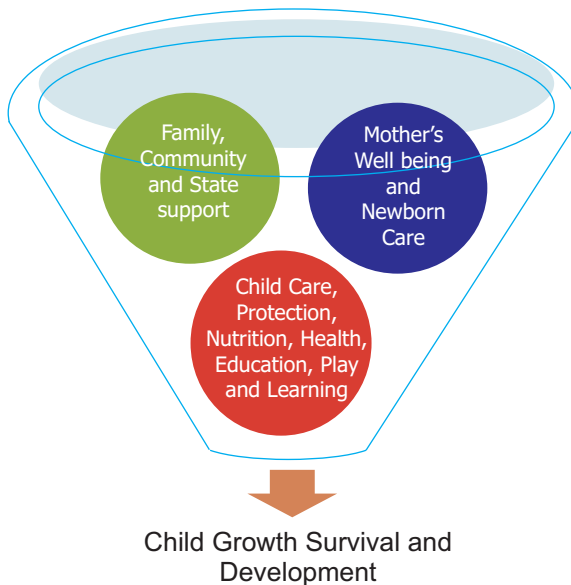 Family,
Community
and State
support
Mother's
Well being
and
Newborn
Care
Child Care,
Protection,
Nutrition, Health,
Education, Play
and Learning
Child Growth Survival and
Development